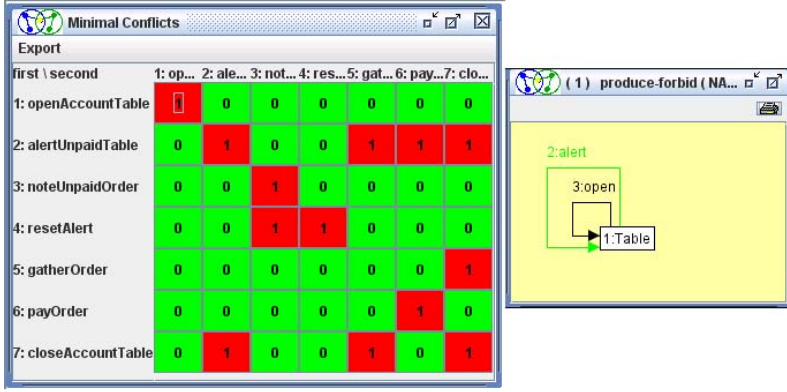 Minimal Conflicts
Export
first \ second 1: op... 2: ale... 3: not... 4: res... 5: gat... 6: pay... 7: clo...
1: openAccountTable 1 0 0 0 0 0 0
2: alertUnpaidTable 0 1 0 0 1 1 1
3: noteUnpaidOrder 0 0 1 0 0 0 0
4: resetAlert 0 0 1 1 0 0 0
5: gatherOrder 0 0 0 0 0 0 1
6: payOrder 0 0 0 0 0 1 0
7: closeAccountTable 0 1 0 0 1 0 1
( 1 ) produce-forbid ( NA...
2:alert
3:open
1:Table